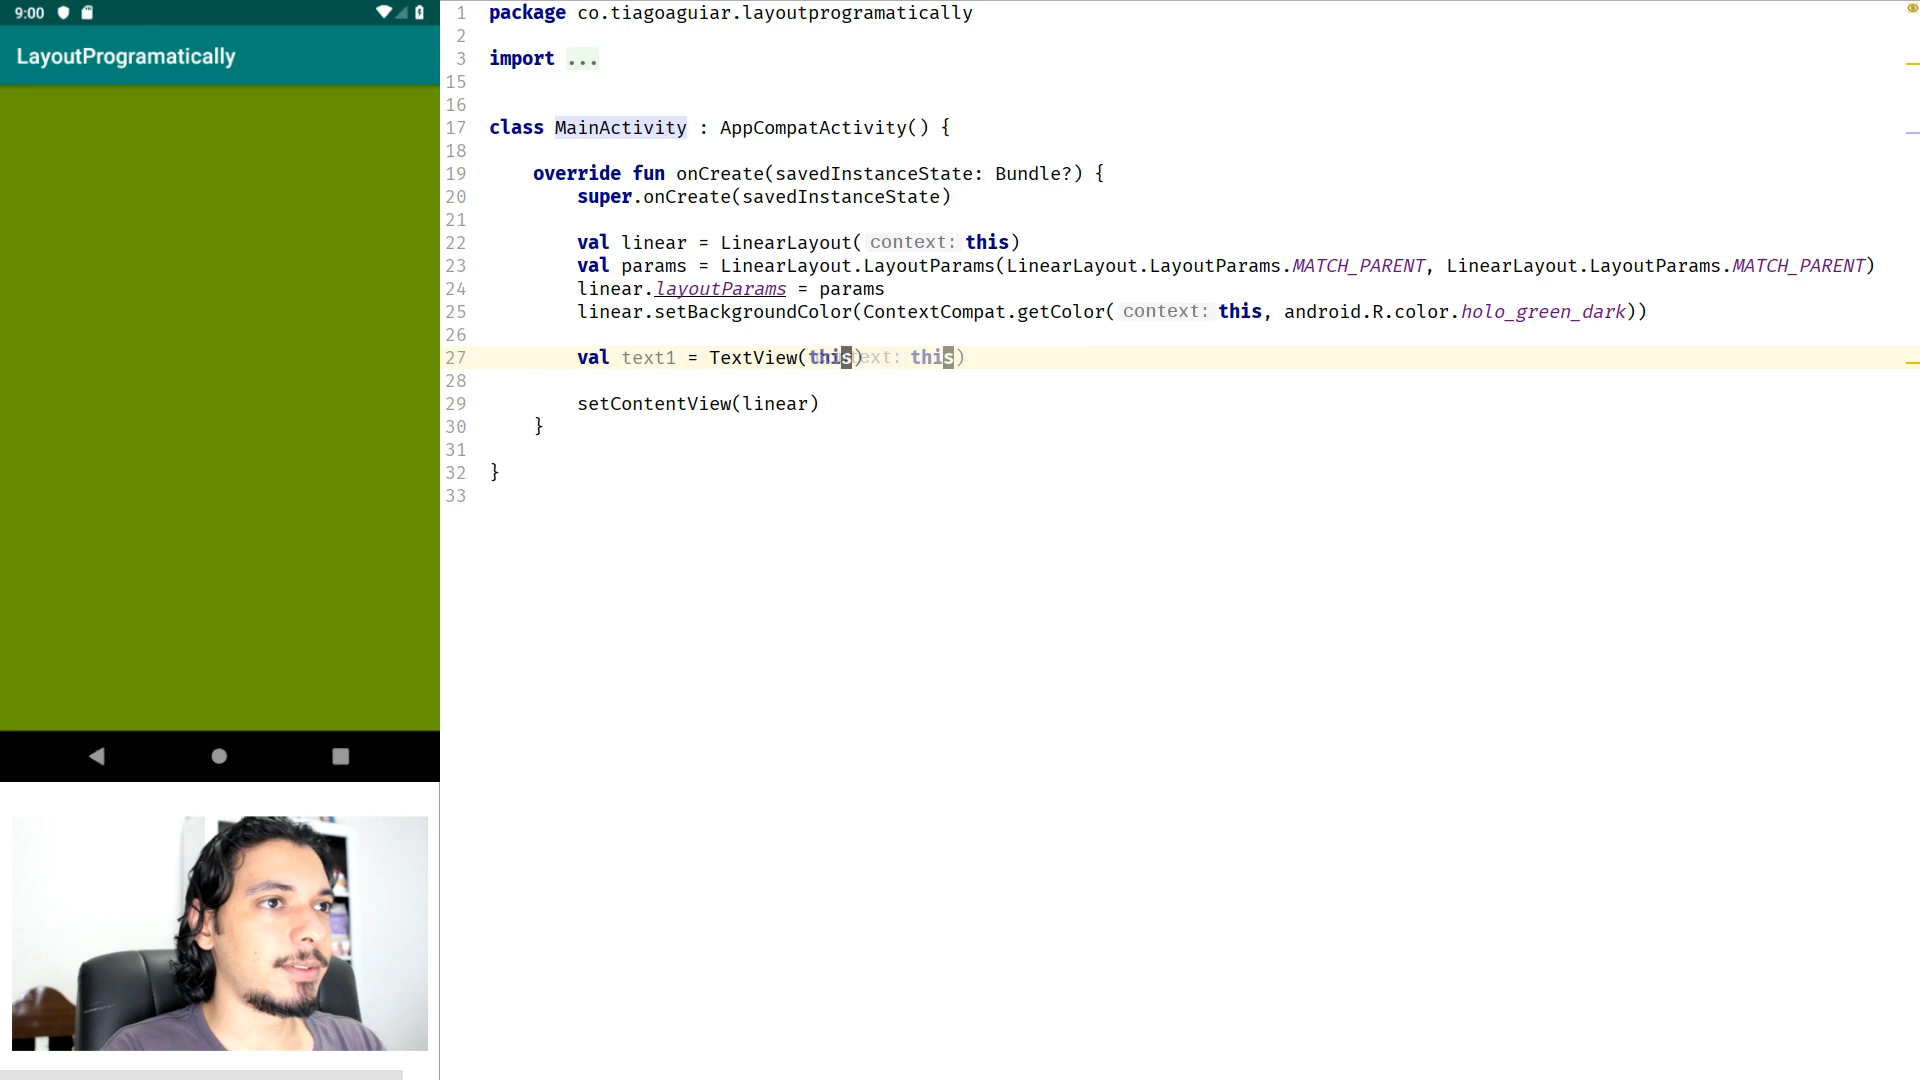 9:00
LayoutProgramatically
1 package co.tiagoaguiar.layoutprogramatically
2
3 import ...
15
16
17 class MainActivity : AppCompatActivity() {
18
19 override fun onCreate(savedInstanceState: Bundle?) {
20 super.onCreate(savedInstanceState)
21
22 val linear = LinearLayout( context: this)
23 val params = LinearLayout.LayoutParams(LinearLayout.LayoutParams.MATCH_PARENT, LinearLayout.LayoutParams.MATCH_PARENT)
24 linear.layoutParams = params
25 linear.setBackgroundColor(ContextCompat.getColor( context: this, android.R.color.holo_green_dark))
26
27 val text1 = TextView(this) this)
28
29 setContentView(linear)
30 }
31
32 }
33